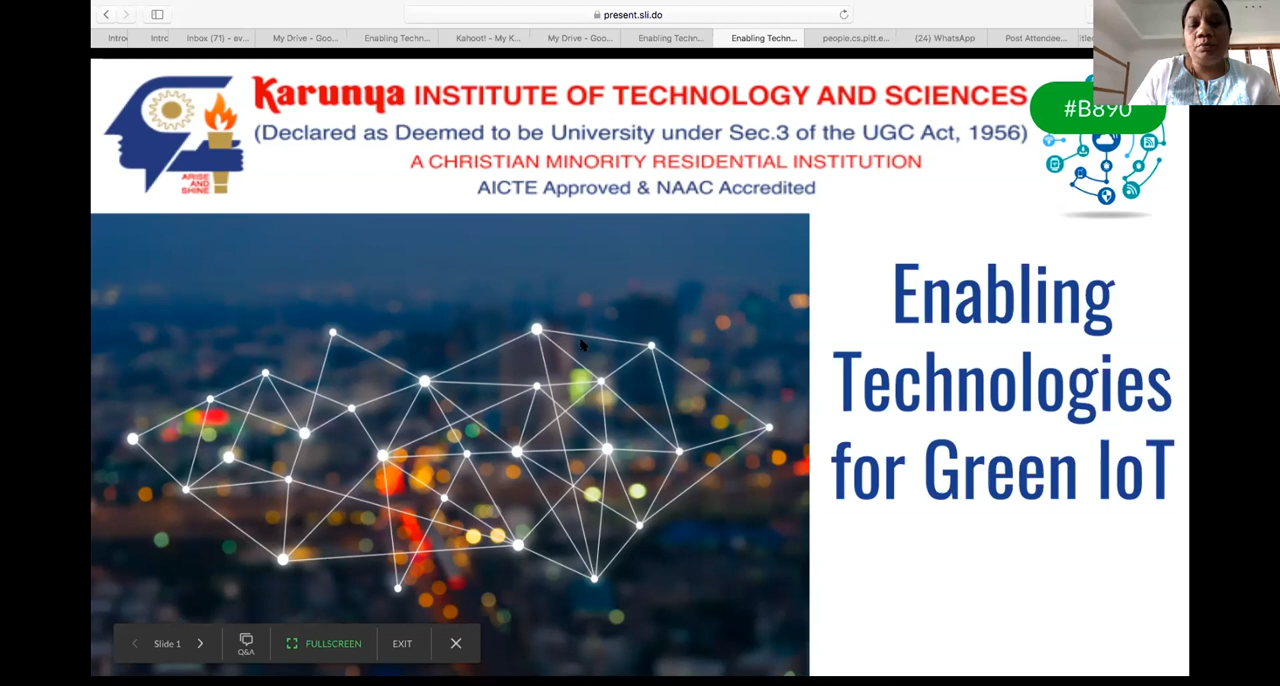 present.sli.do
Intro
Intro
Inbox (71) - ev...
My Drive - Goo...
Enabling Techn...
Kahoot! - My K...
My Drive - Goo...
Enabling Techn...
Enabling Techn...
people.cs.pitt.e...
(24) WhatsApp
Post Attendee...
Karunya INSTITUTE OF TECHNOLOGY AND SCIENCES
(Declared as Deemed to be University under Sec.3 of the UGC Act, 1956)
A CHRISTIAN MINORITY RESIDENTIAL INSTITUTION
AICTE Approved & NAAC Accredited
ARISE
AND
SHINE
#B890
Enabling
Technologies
for Green IoT
Slide 1
Q&A
FULLSCREEN
EXIT